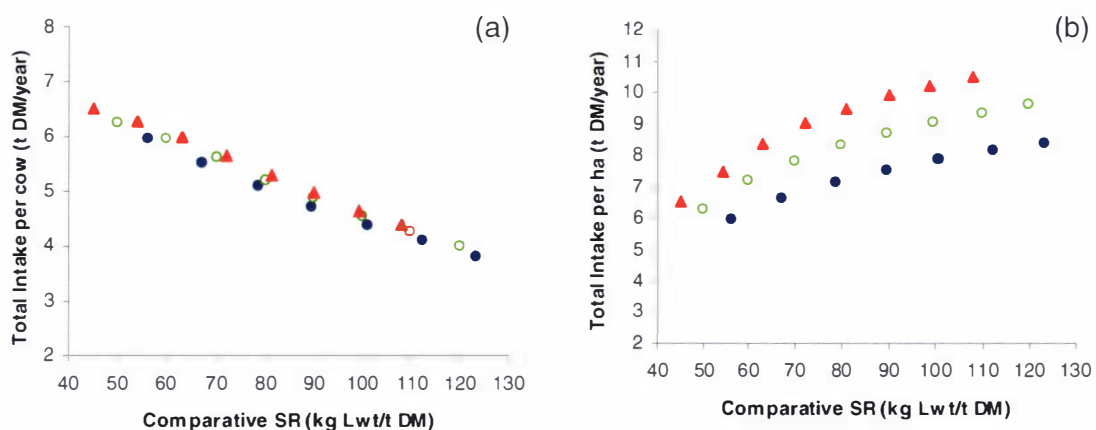 (a)
Total Intake per cow (t DM/year)
8
7
6
5
4
3
2
40 50 60 70 80 90 100 110 120 130
Comparative SR (kg Lwt/t DM)
(b)
Total Intake per ha (t DM/year)
12
11
10
9
8
7
6
5
4
3
2
40 50 60 70 80 90 100 110 120 130
Comparative SR (kg Lwt/t DM)